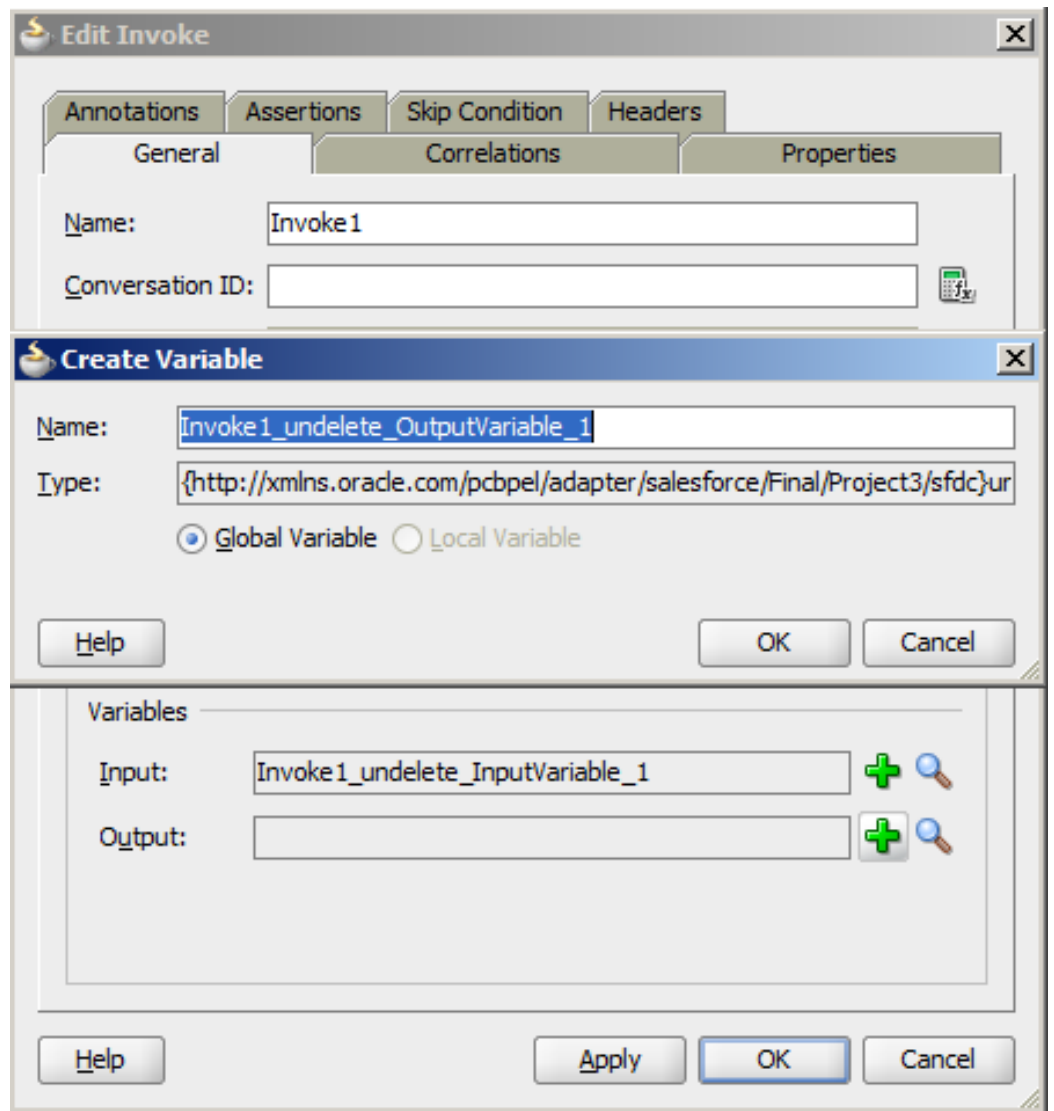 Edit Invoke
Annotations Assertions Skip Condition Headers
General Correlations Properties
Name: Invoke1
Conversation ID:
Create Variable
Name: Invoke1_undelete_OutputVariable_1
Type: {http://xmlns.oracle.com/pcbpel/adapter/salesforce/Final/Project3/sfdc}ur
Global Variable Local Variable
Help OK Cancel
Variables
Input: Invoke1_undelete_InputVariable_1
Output:
Help Apply OK Cancel